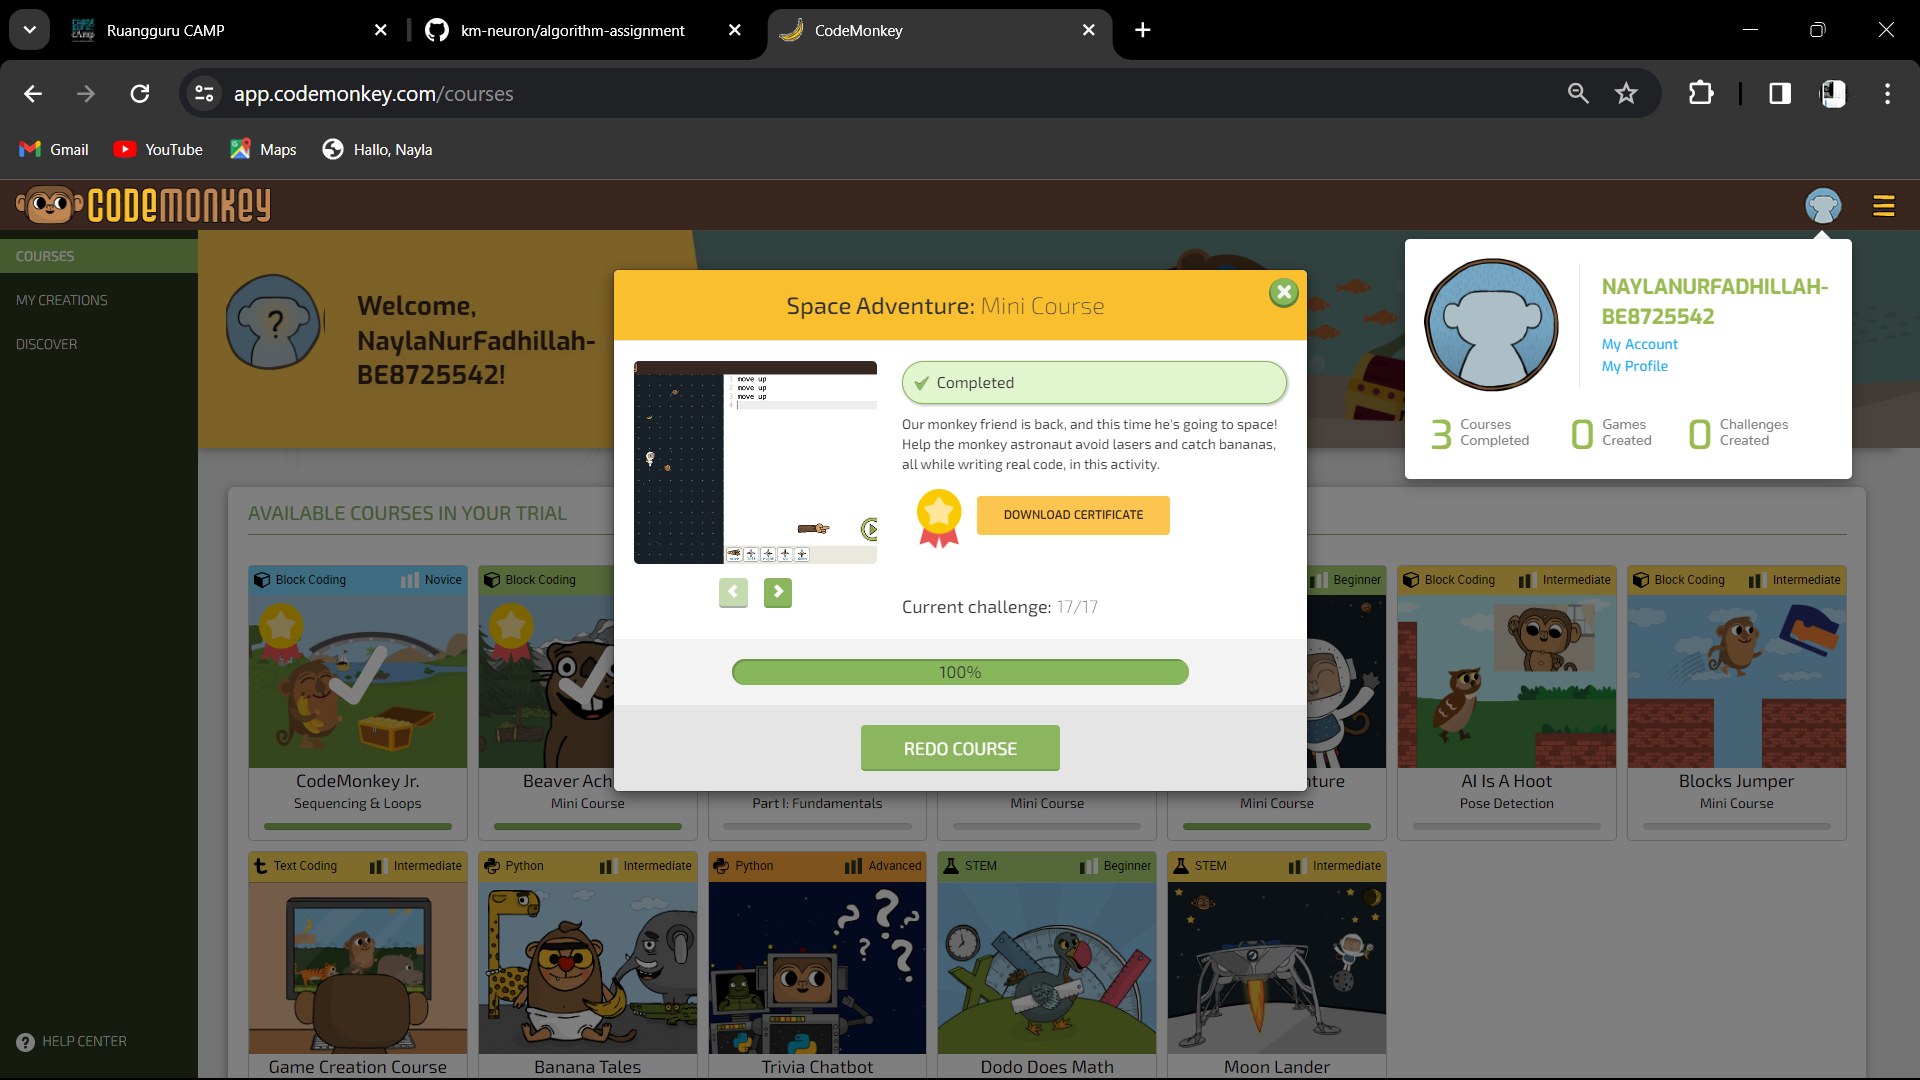 Ruangguru CAMP
km-neuron/algorithm-assignment
CodeMonkey
app.codemonkey.com/courses
Gmail
YouTube
Maps
Hallo, Nayla
CODEMONKEY
COURSES
MY CREATIONS
DISCOVER
HELP CENTER
Welcome,
NaylaNurFadhillah-
BE8725542!
NAYLANURFADHILLAH-
BE8725542
My Account
My Profile
3 Courses Completed
0 Games Created
0 Challenges Created
Space Adventure: Mini Course
1 move up
2 move up
3 move up
4
Completed
Our monkey friend is back, and this time he's going to space!
Help the monkey astronaut avoid lasers and catch bananas,
all while writing real code, in this activity.
DOWNLOAD CERTIFICATE
Current challenge: 17/17
100%
REDO COURSE
AVAILABLE COURSES IN YOUR TRIAL
Block Coding Novice
CodeMonkey Jr.
Sequencing & Loops
Block Coding
Beaver Ach
Mini Course
Part I: Fundamentals
Mini Course
Beginner
nture
Mini Course
Block Coding Intermediate
AI Is A Hoot
Pose Detection
Block Coding Intermediate
Blocks Jumper
Mini Course
Text Coding Intermediate
Game Creation Course
Python Intermediate
Banana Tales
Python Advanced
Trivia Chatbot
STEM Beginner
Dodo Does Math
STEM Intermediate
Moon Lander